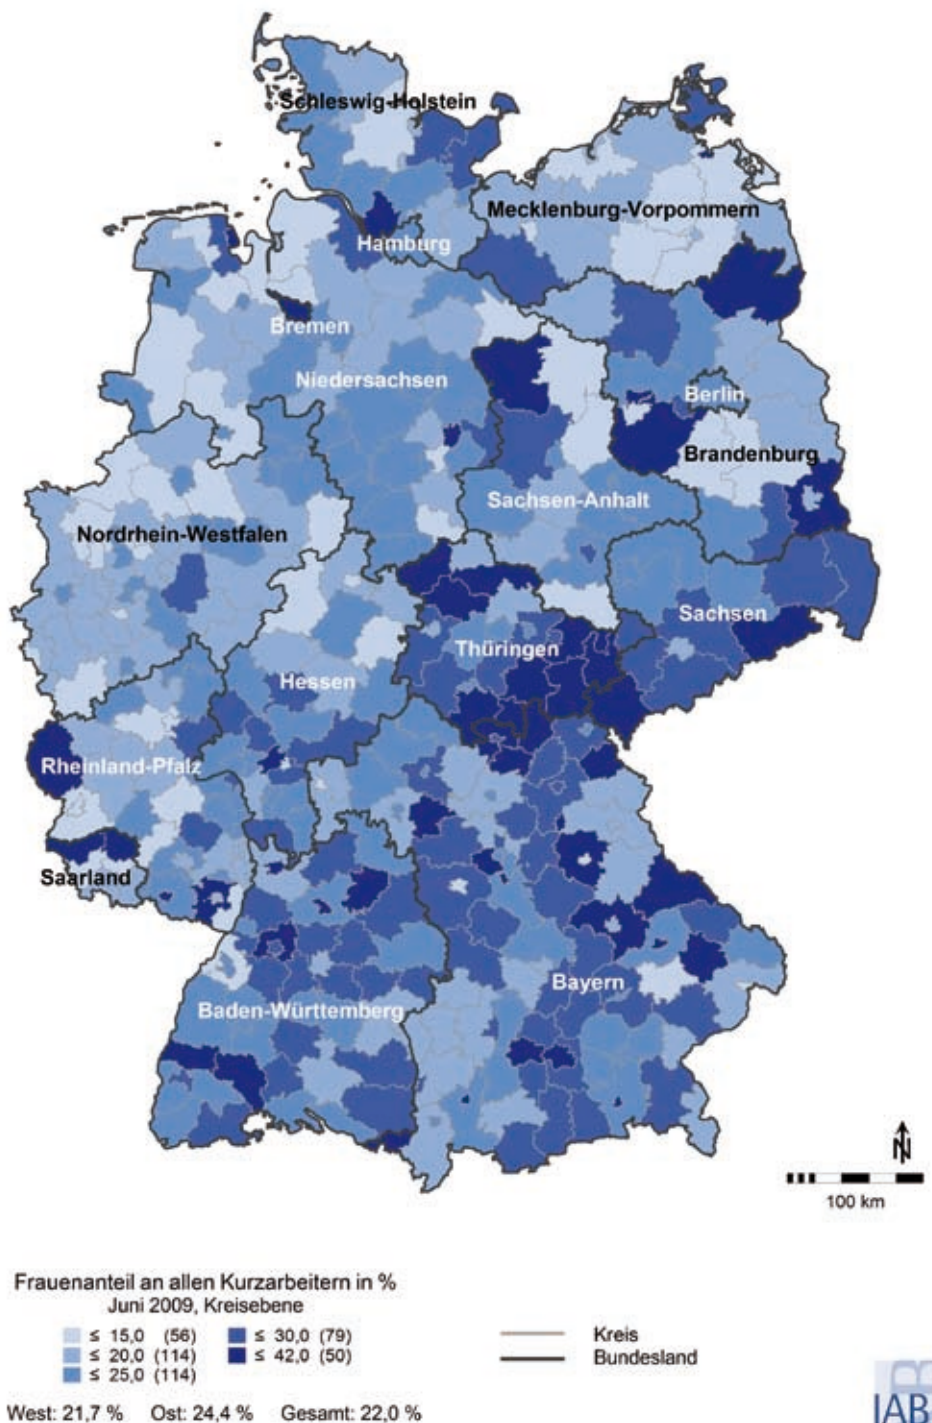 Schleswig-Holstein
Mecklenburg-Vorpommern
Hamburg
Bremen
Niedersachsen
Berlin
Brandenburg
Sachsen-Anhalt
Nordrhein-Westfalen
Sachsen
Thüringen
Hessen
Rheinland-Pfalz
Saarland
Bayern
Baden-Württemberg
N
100 km
Frauenanteil an allen Kurzarbeitern in %
Juni 2009, Kreisebene
≤ 15,0 (56)
≤ 20,0 (114)
≤ 25,0 (114)
≤ 30,0 (79)
≤ 42,0 (50)
Kreis
Bundesland
West: 21,7 % Ost: 24,4 % Gesamt: 22,0 %
IAB